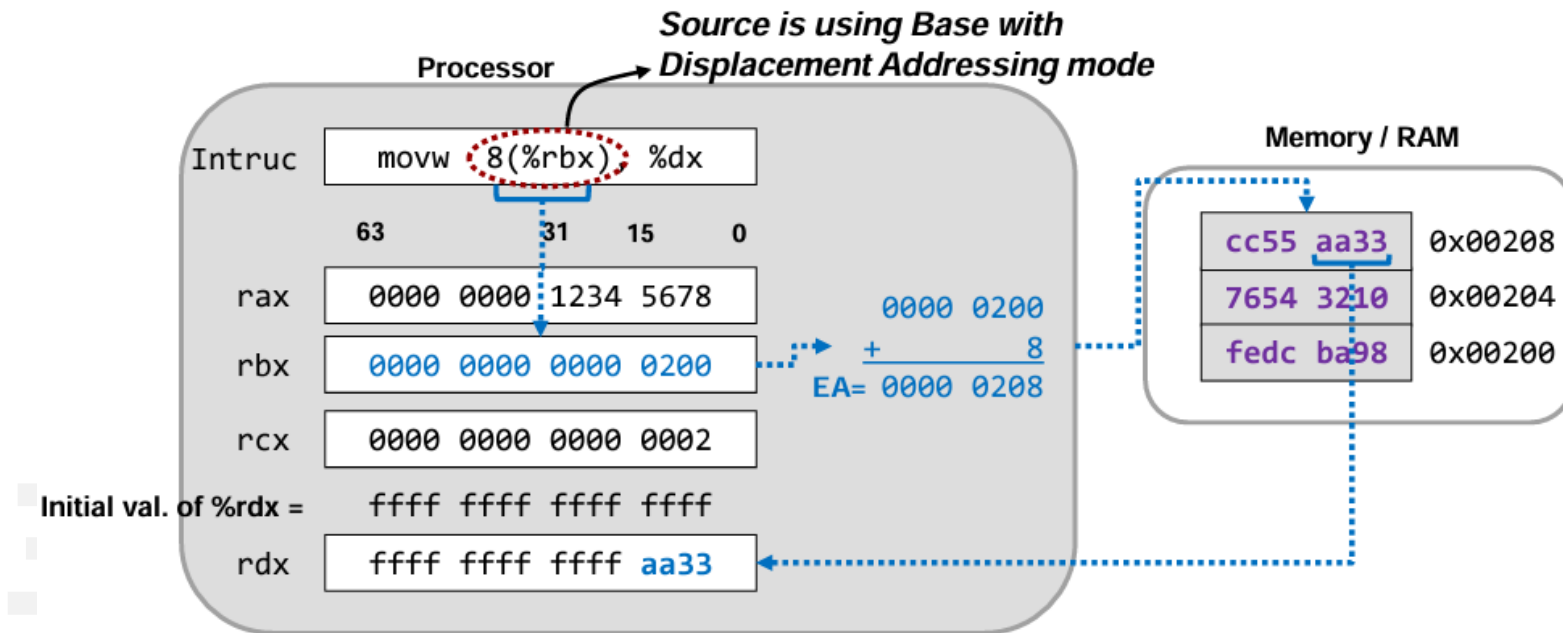 Source is using Base with
Displacement Addressing mode
Processor
Memory / RAM
Intruc movw 8(%rbx), %dx
63 31 15 0
rax 0000 0000 1234 5678
rbx 0000 0000 0000 0200
rcx 0000 0000 0000 0002
Initial val. of %rdx = ffff ffff ffff ffff
rdx ffff ffff ffff aa33
0000 0200
+ 8
EA= 0000 0208
cc55 aa33 0x00208
7654 3210 0x00204
fedc ba98 0x00200